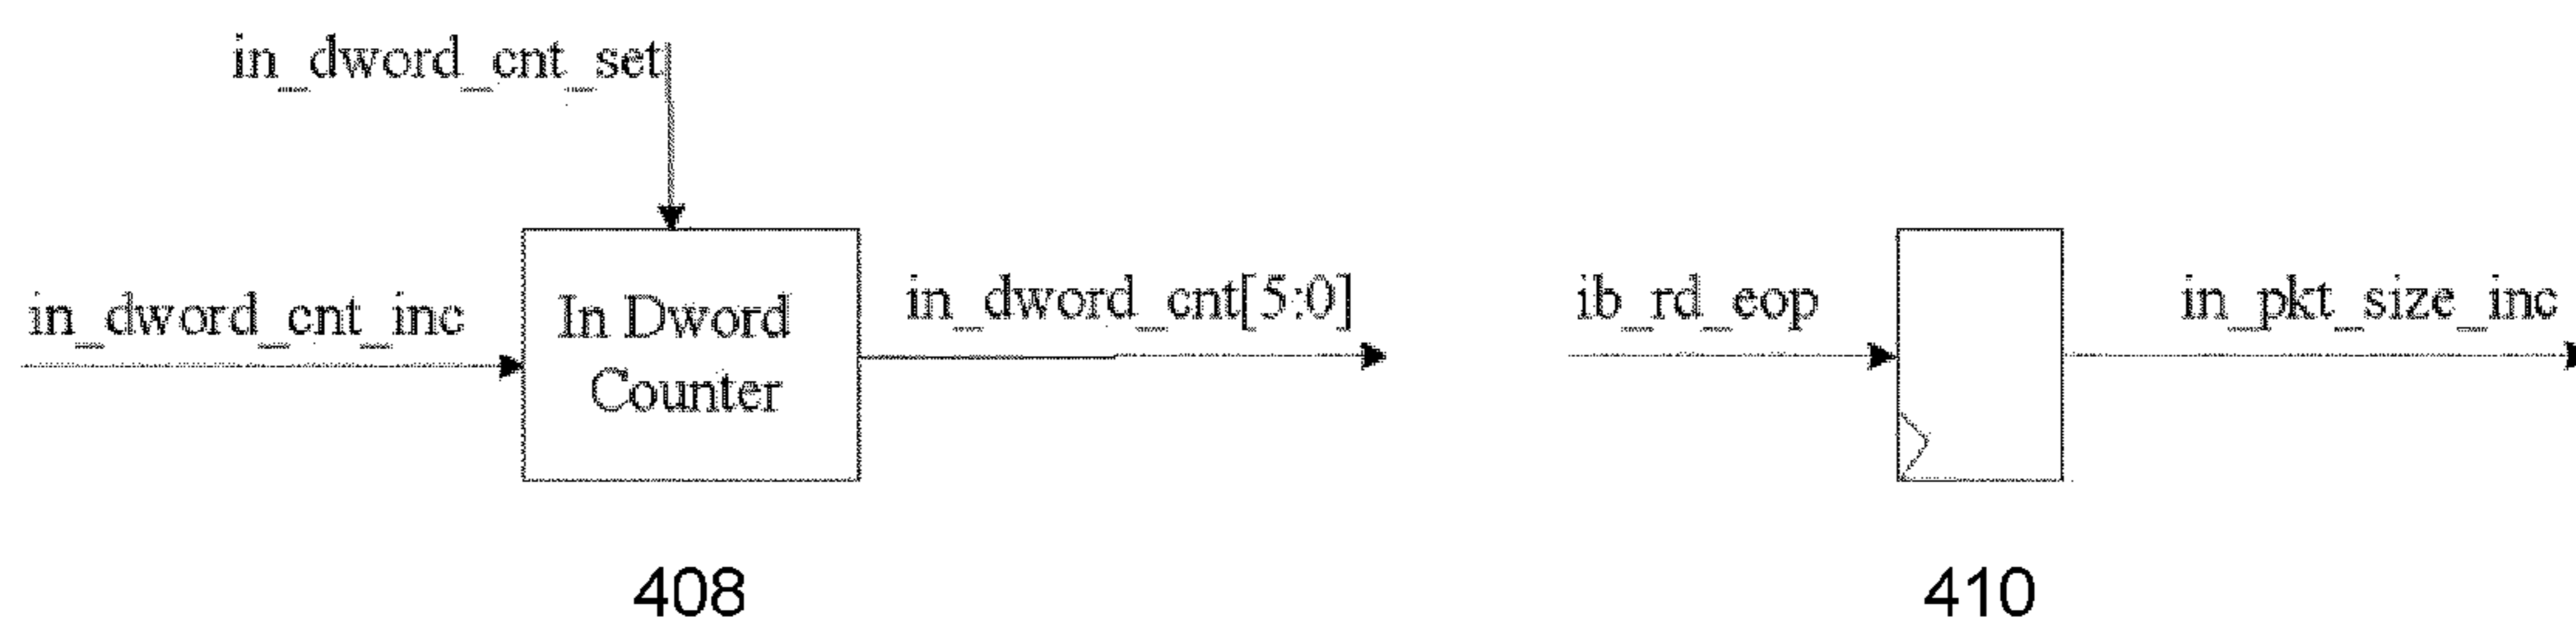 in_dword_cnt_set
in_dword_cnt_inc
In Dword
Counter
in_dword_cnt[5:0]
408
ib_rd_eop
in_pkt_size_inc
410